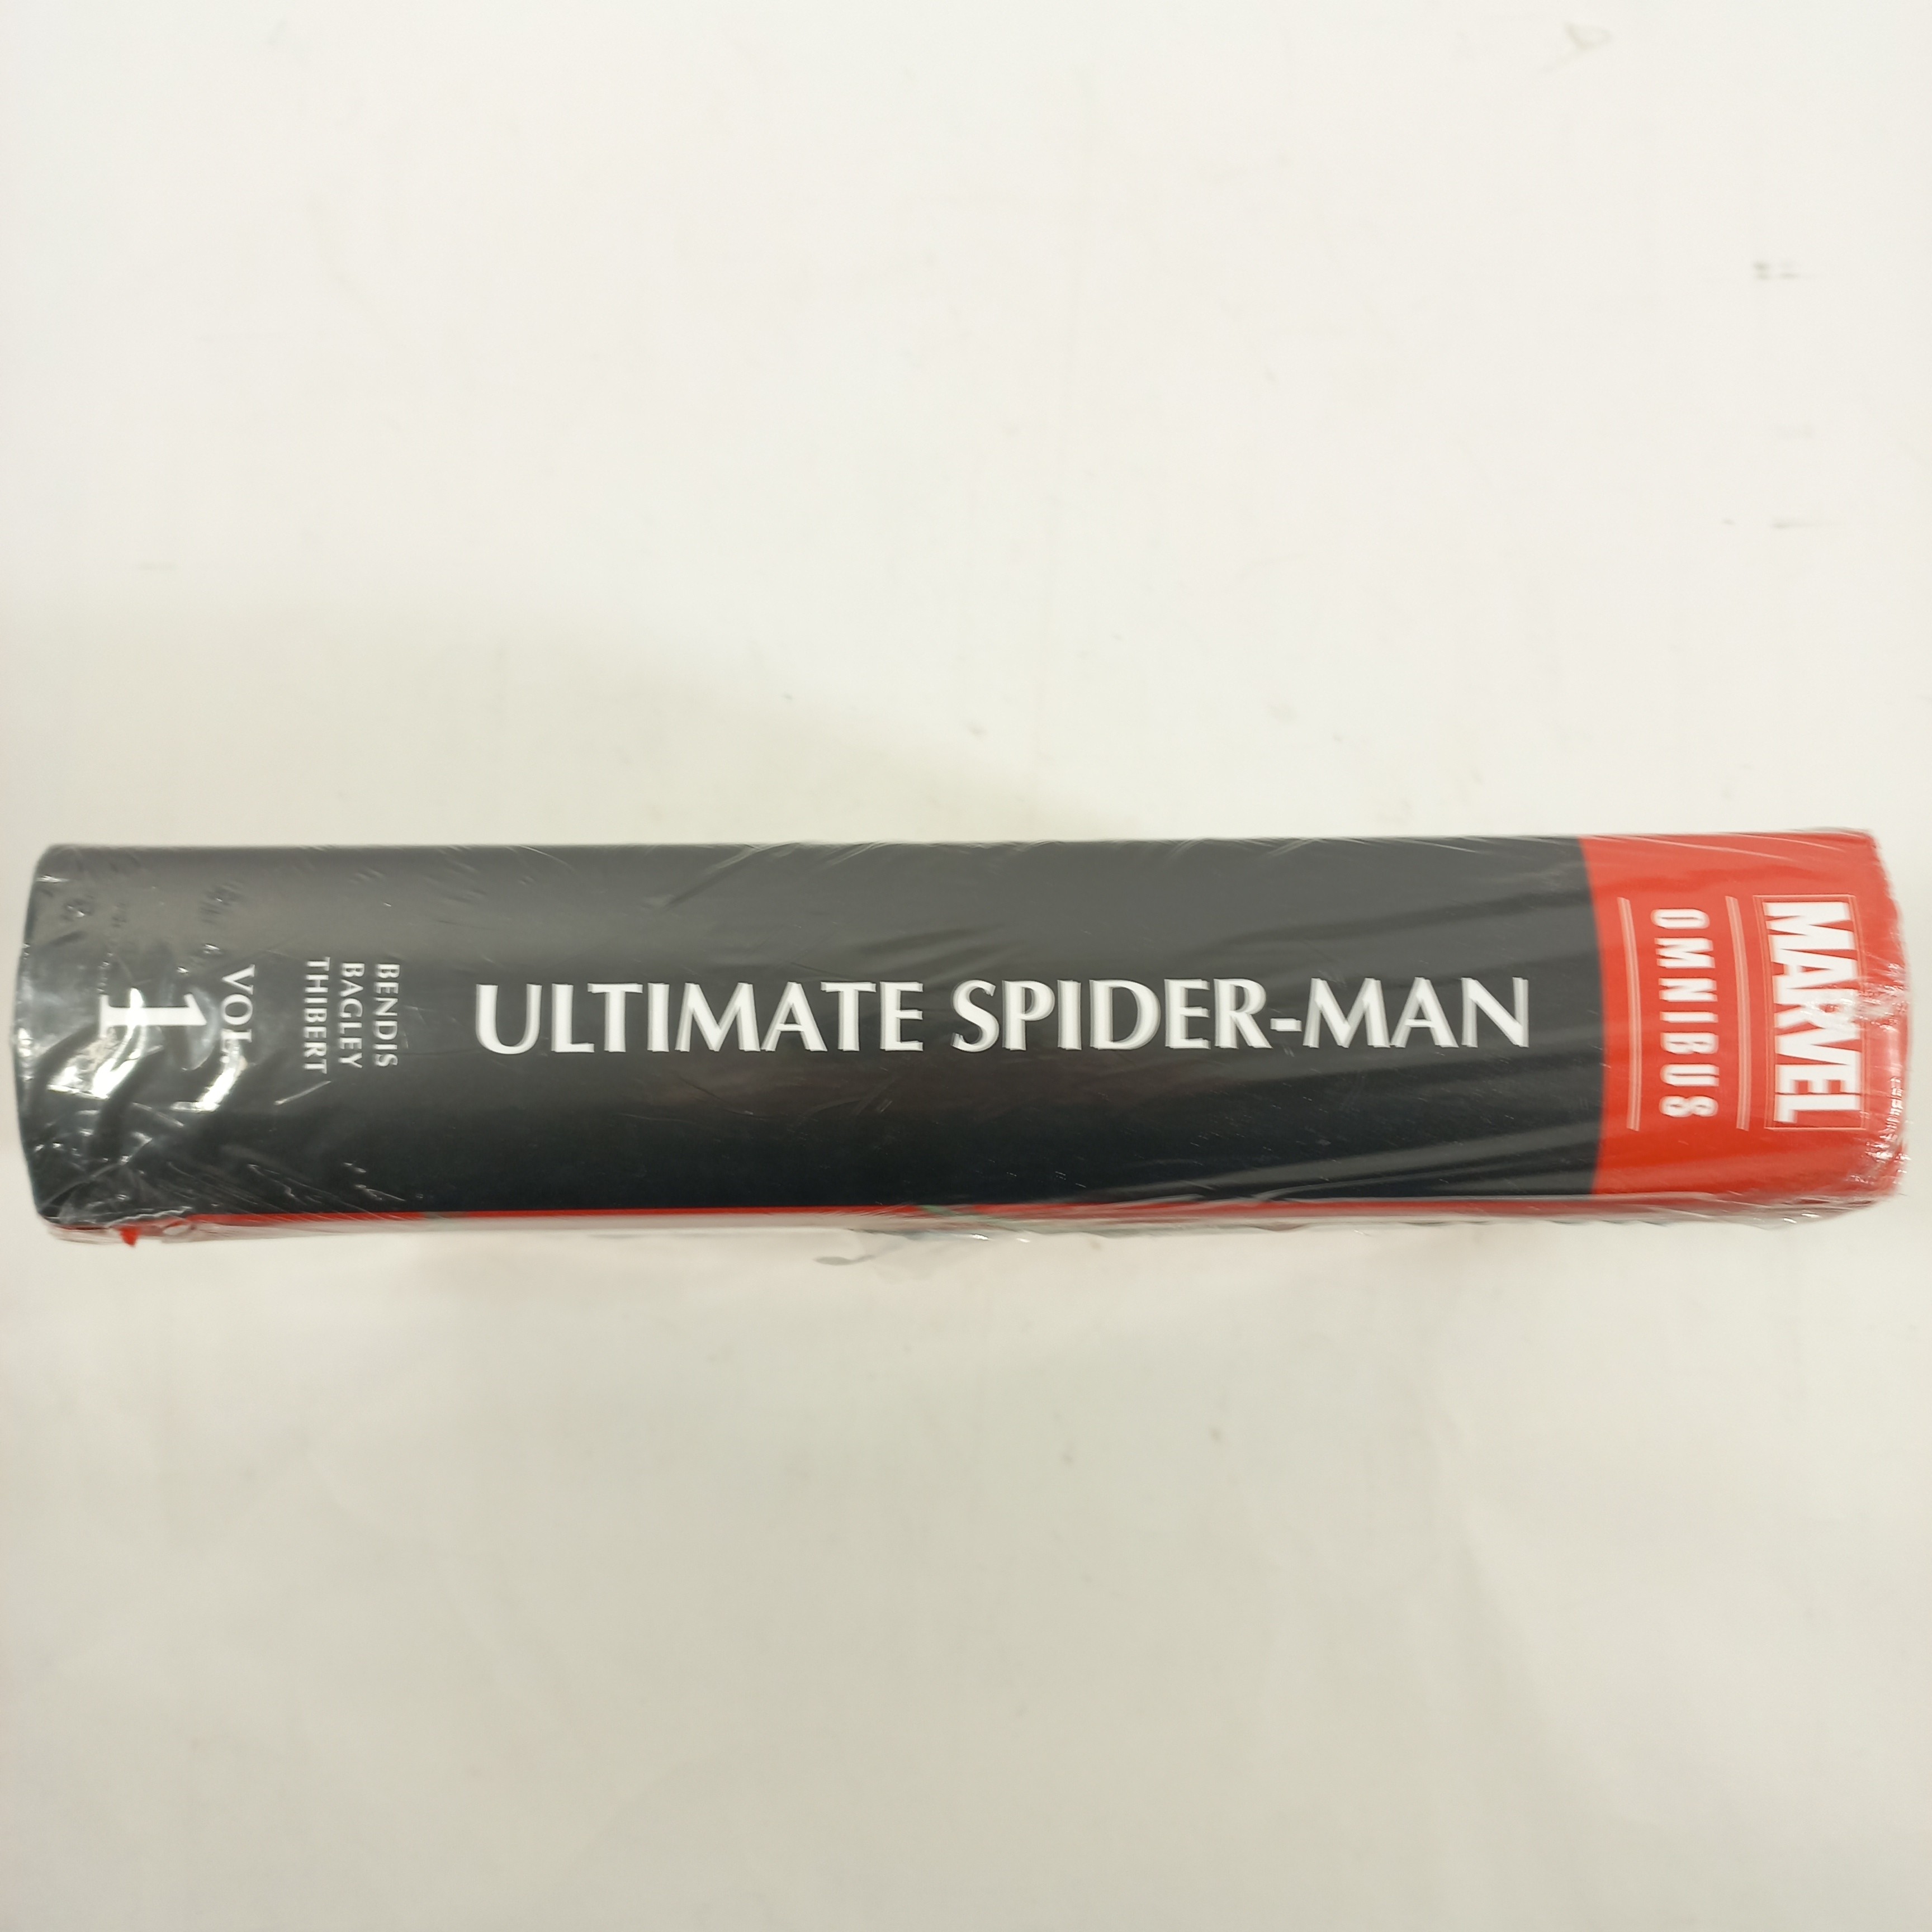 MARVEL
OMNIBUS
ULTIMATE SPIDER-MAN
BENDIS
BAGLEY
THIBERT
VOL.
1